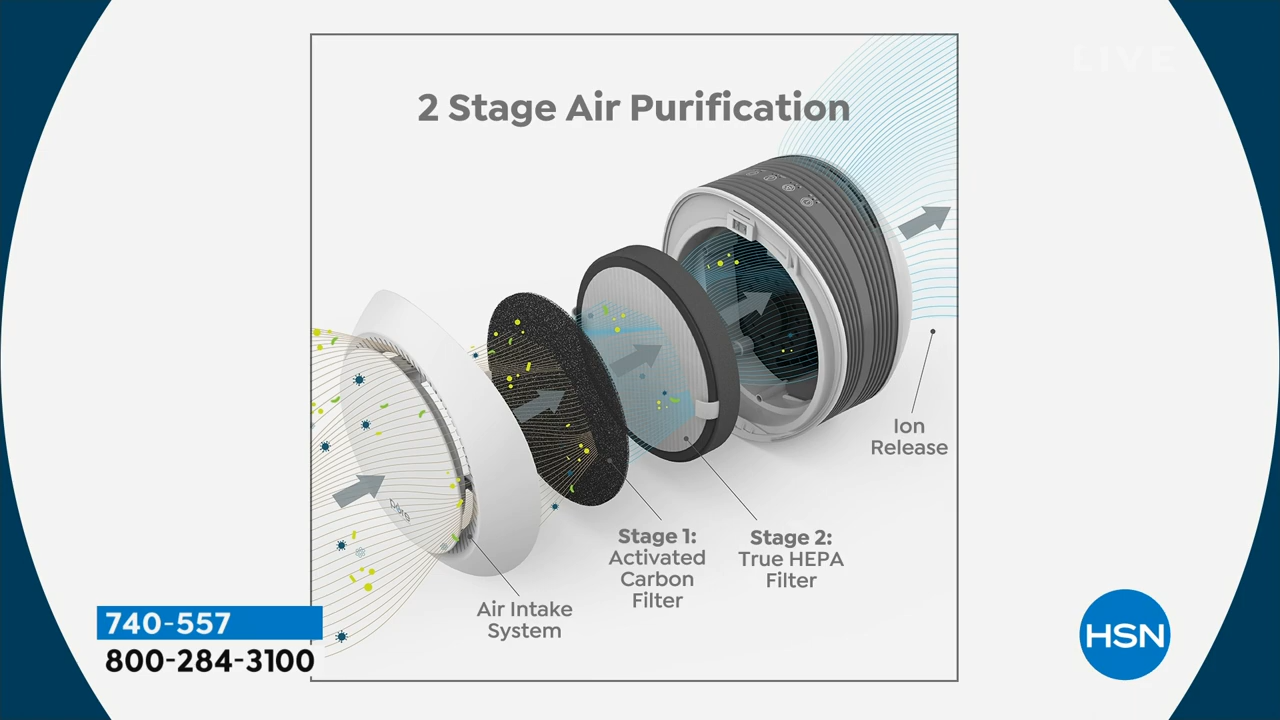 LIVE
2 Stage Air Purification
Ion
Release
Stage 1:
Activated
Carbon
Filter
Stage 2:
True HEPA
Filter
Air Intake
System
740-557
800-284-3100
HSN